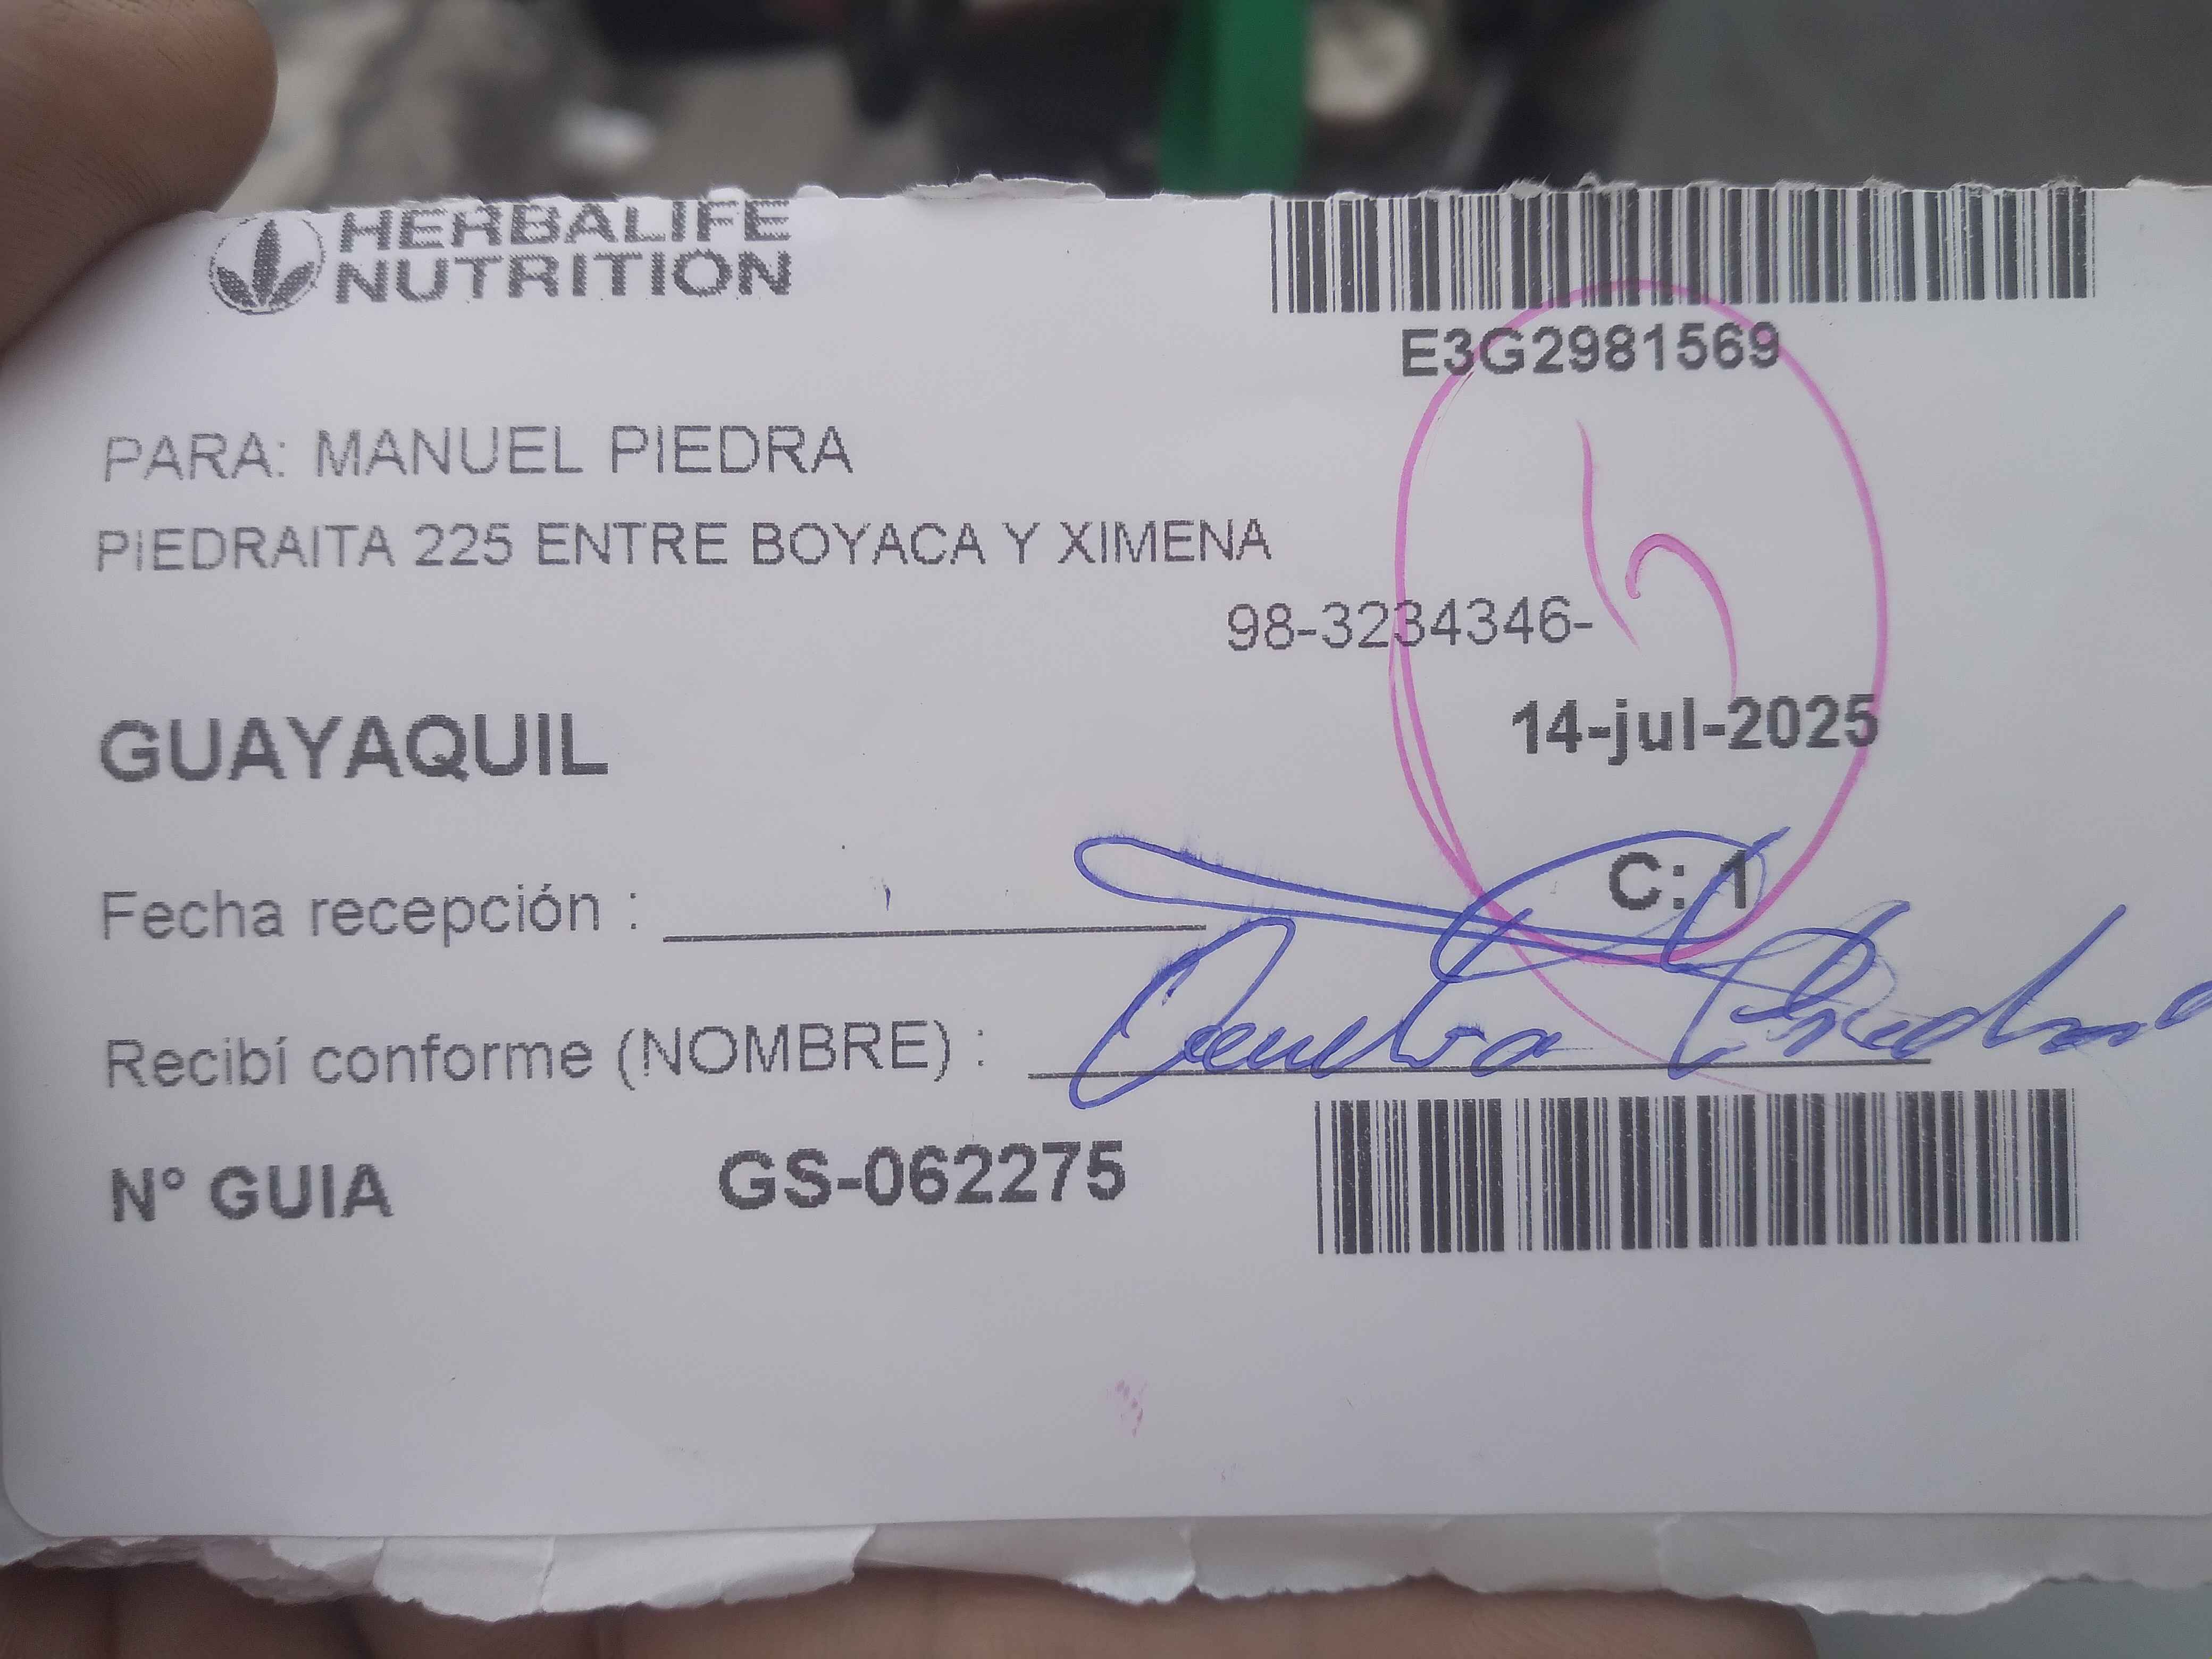 HERBALIFE
NUTRITION
E3G2981569
PARA: MANUEL PIEDRA
PIEDRAITA 225 ENTRE BOYACA Y XIMENA
98-3234346-
GUAYAQUIL
14-jul-2025
C: 1
Fecha recepción :
Recibí conforme (NOMBRE) :
Nº GUIA GS-062275